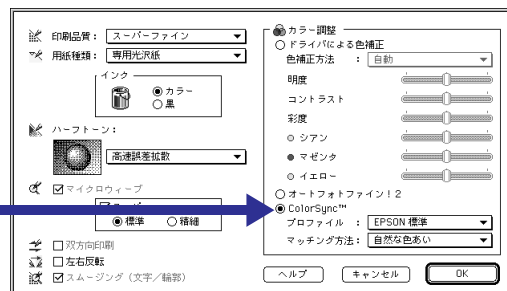 印刷品質： スーパーファイン
用紙種類： 専用光沢紙
インク
カラー
黒
ハーフトーン：
高速誤差拡散
マイクロウィーブ
標準 精細
双方向印刷
左右反転
スムージング（文字／輪郭）
カラー調整
ドライバによる色補正
色補正方法 ： 自動
明度
コントラスト
彩度
シアン
マゼンタ
イエロー
オートフォトファイン！2
ColorSync™
プロファイル ： EPSON 標準
マッチング方法： 自然な色あい
ヘルプ キャンセル OK